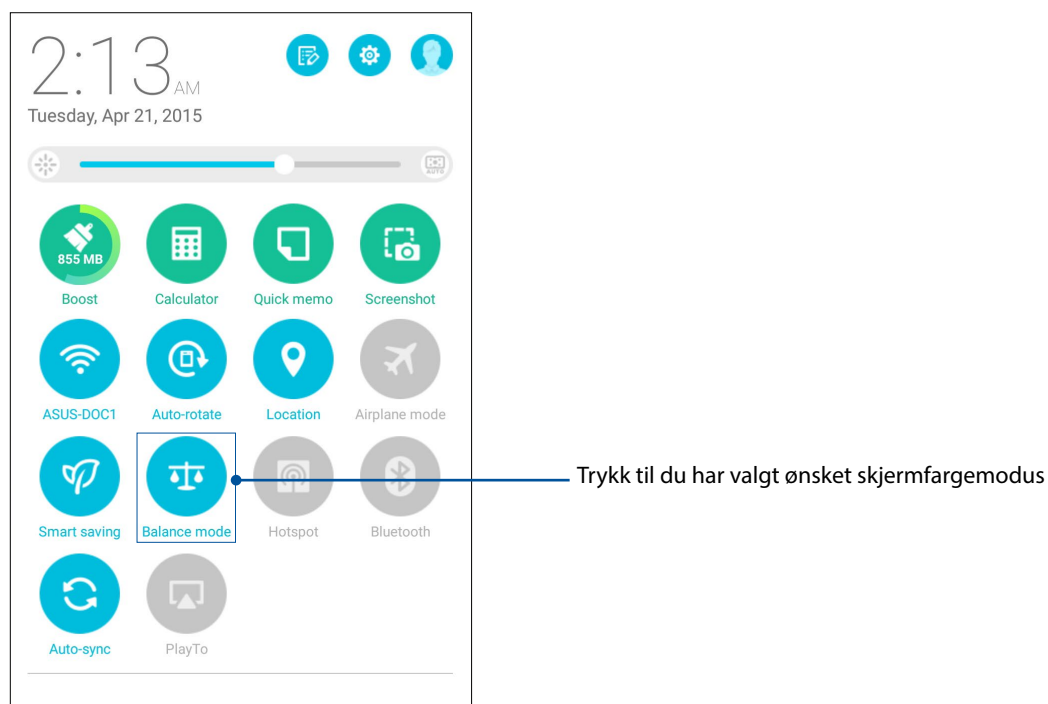 2:13 AM
Tuesday, Apr 21, 2015
AUTO
855 MB
Boost Calculator Quick memo Screenshot
ASUS-DOC1 Auto-rotate Location Airplane mode
Trykk til du har valgt ønsket skjermfargemodus
Smart saving Balance mode Hotspot Bluetooth
Auto-sync PlayTo